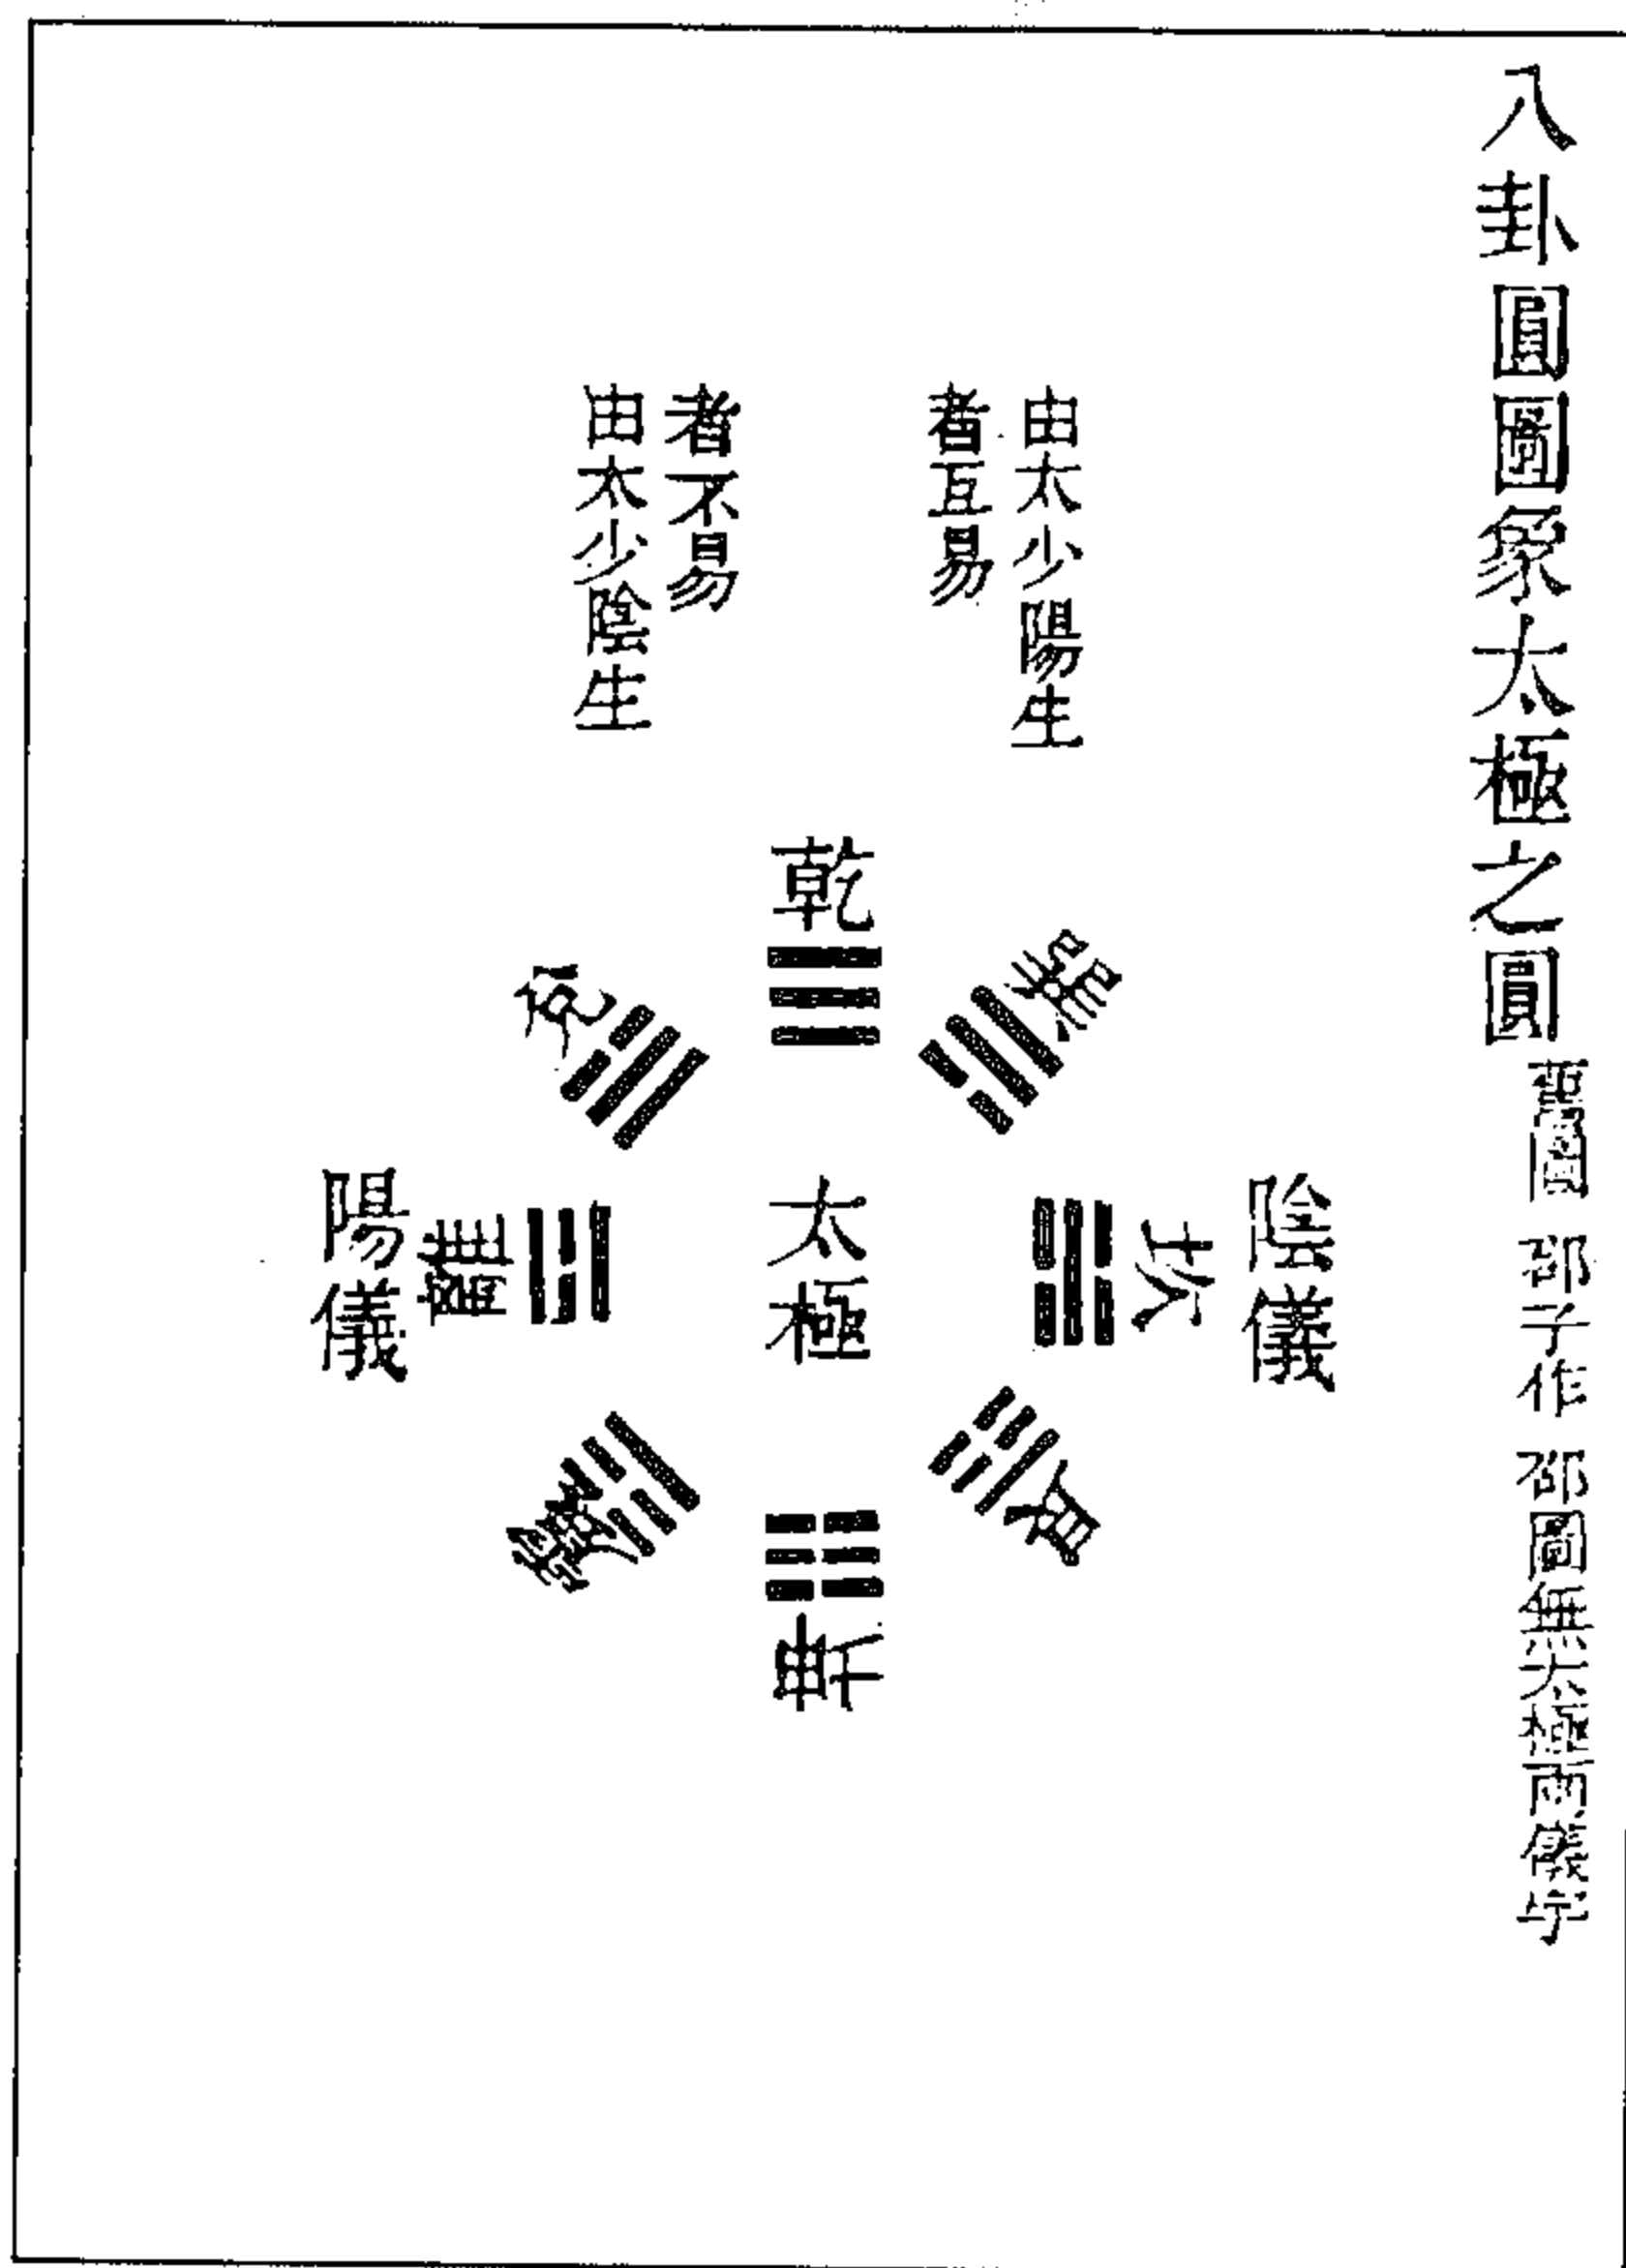 八卦圓圖象太極之圓
舊圖 邵子作 邵圖無太極兩儀字
由太少陽生
者互易
由太少陰生
者不易
乾
兌
巽
陽儀
離
太極
坎
陰儀
震
艮
坤